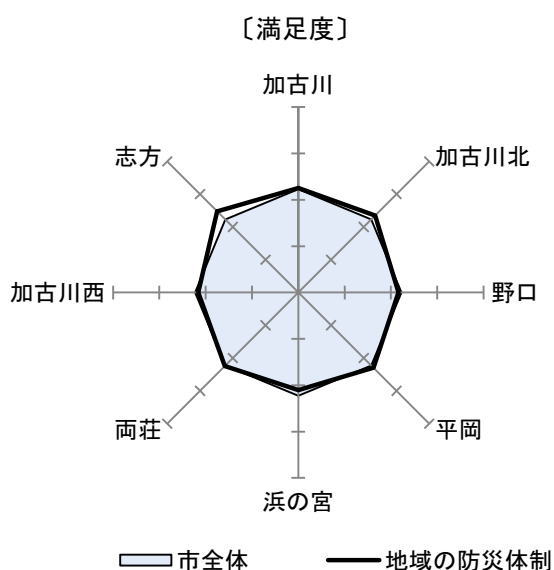 〔満足度〕
加古川
志方
加古川北
加古川西
野口
両荘
平岡
浜の宮
市全体
地域の防災体制